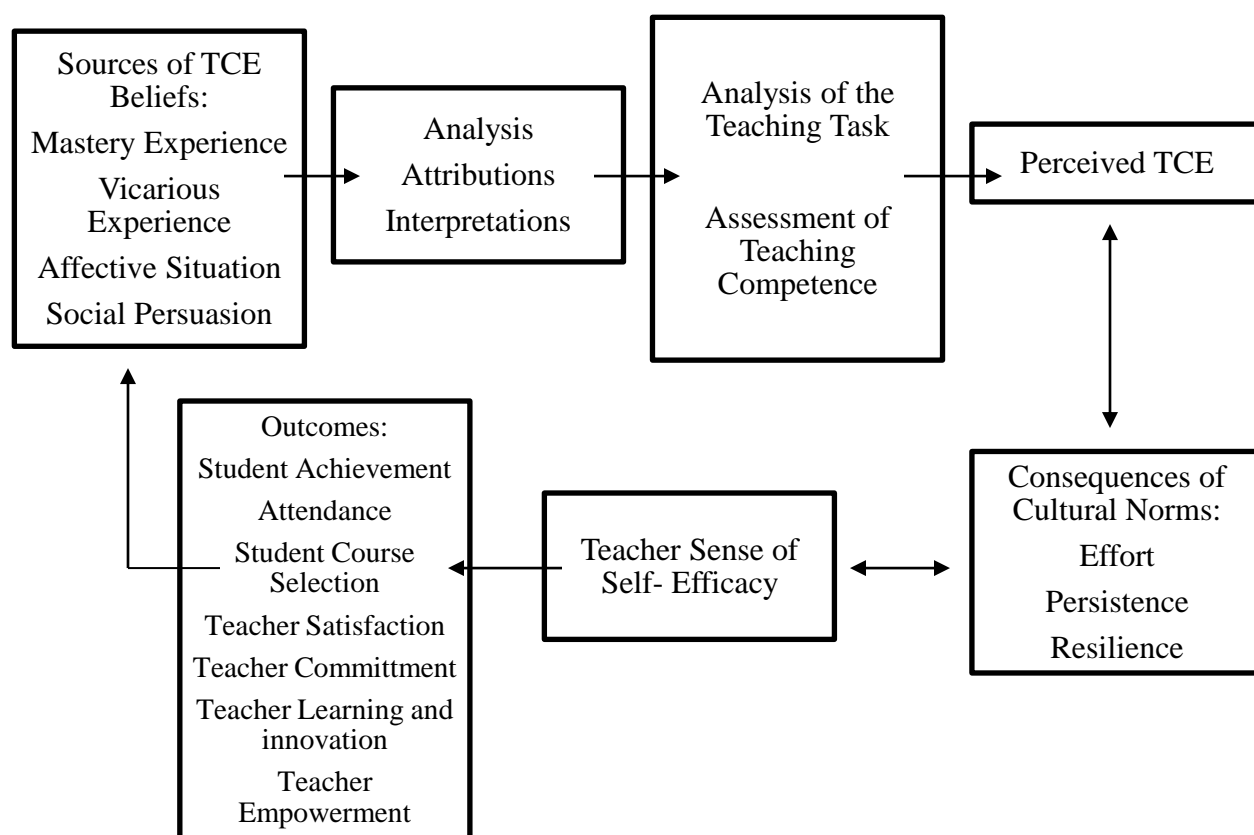 Sources of TCE
Beliefs:
Mastery Experience
Vicarious
Experience
Affective Situation
Social Persuasion
Analysis
Attributions
Interpretations
Analysis of the
Teaching Task
Assessment of
Teaching
Competence
Perceived TCE
Consequences of
Cultural Norms:
Effort
Persistence
Resilience
Teacher Sense of
Self- Efficacy
Outcomes:
Student Achievement
Attendance
Student Course
Selection
Teacher Satisfaction
Teacher Committment
Teacher Learning and
innovation
Teacher
Empowerment